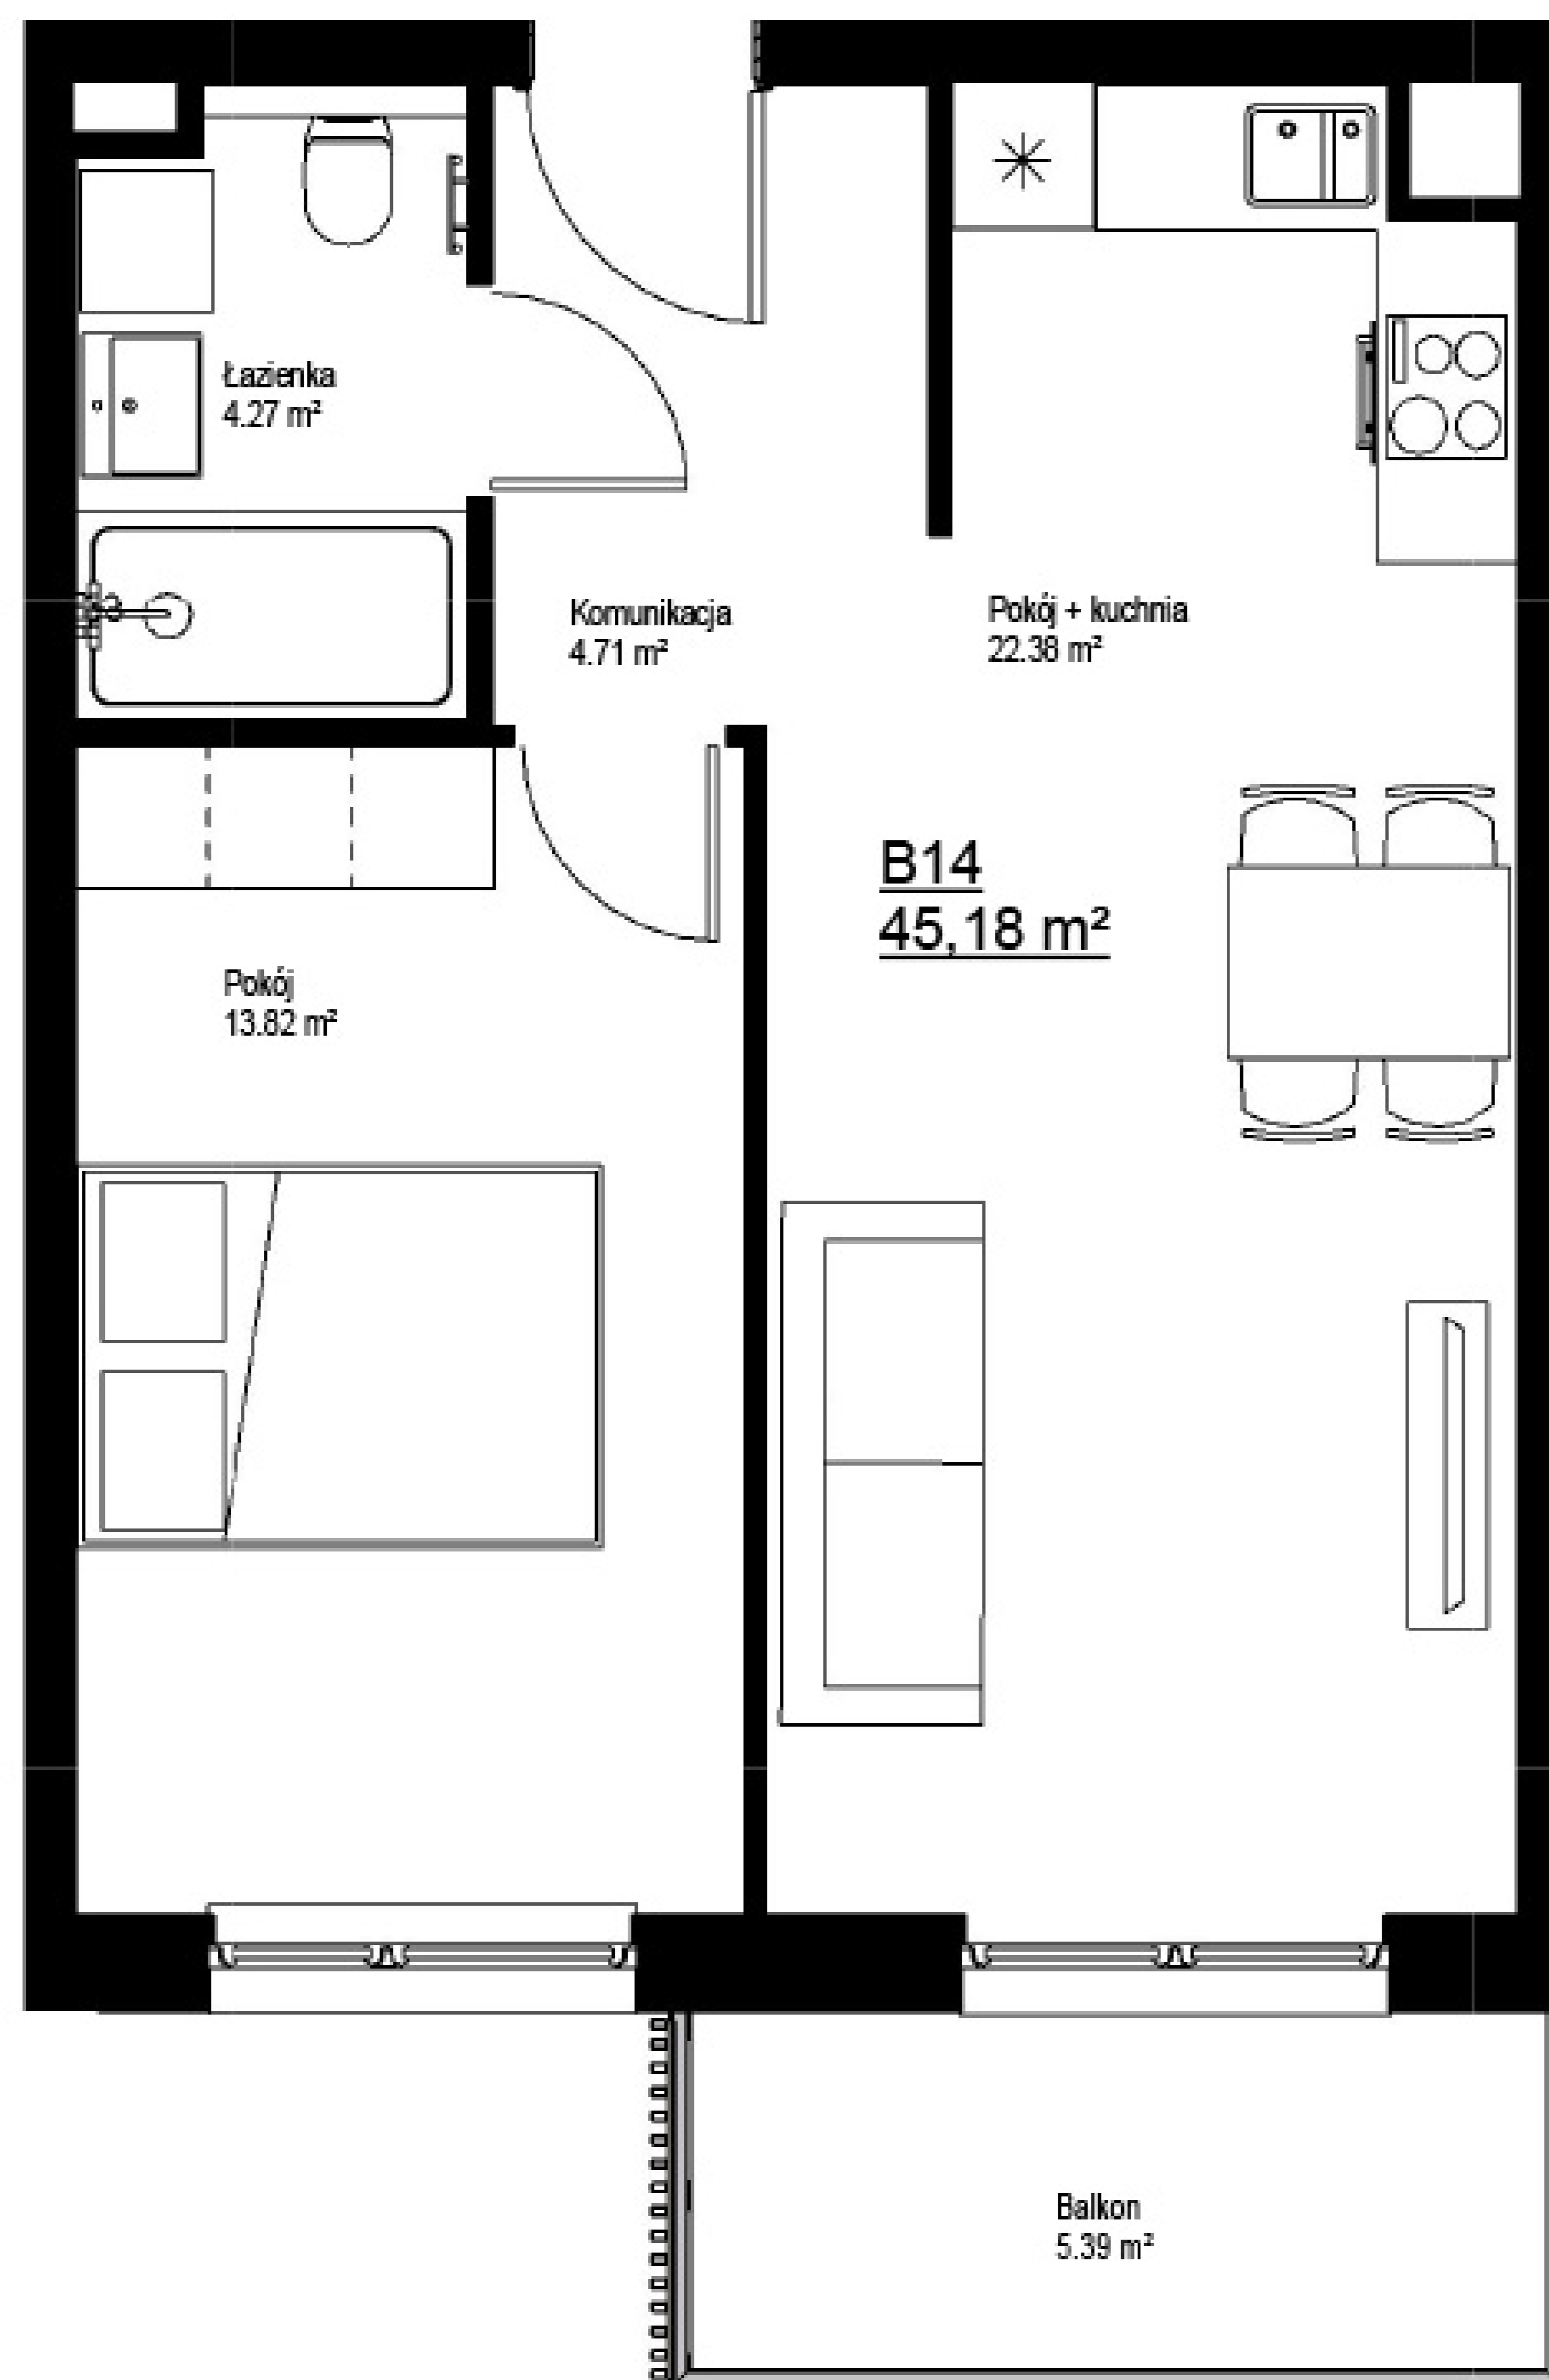 Łazienka
4.27 m²
Komunikacja
4.71 m²
Pokój + kuchnia
22.38 m²
B14
45,18 m²
Pokój
13.82 m²
Balkon
5.39 m²